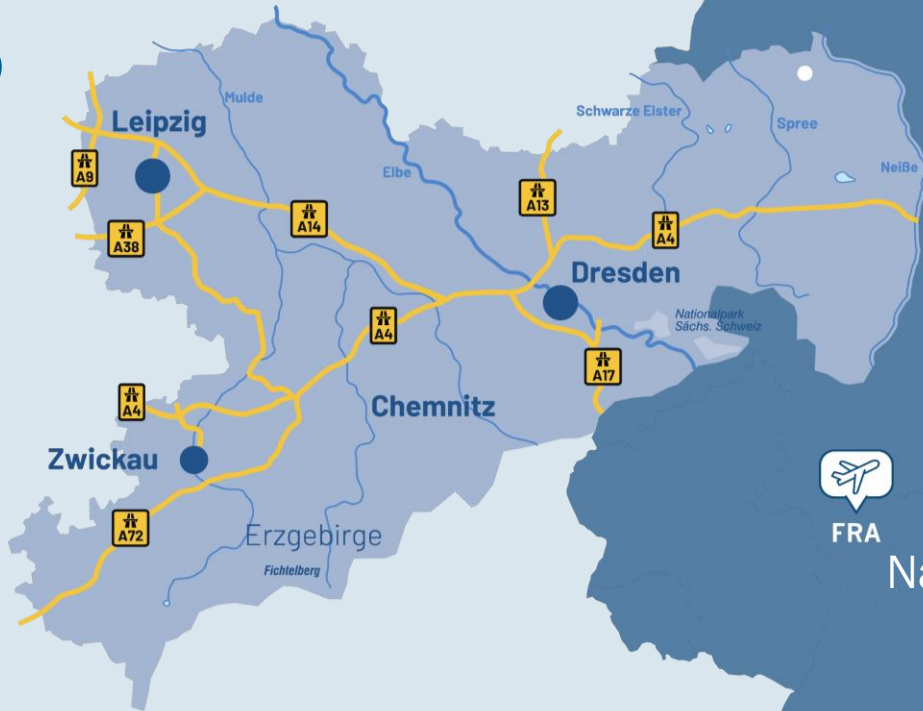 Mulde
Leipzig
Schwarze Elster
Spree
Elbe
Neiße
A9
A13
A14
A4
A38
Dresden
Nationalpark
Sächs. Schweiz
A4
A17
A4
Chemnitz
Zwickau
A72
Erzgebirge
Fichtelberg
FRA